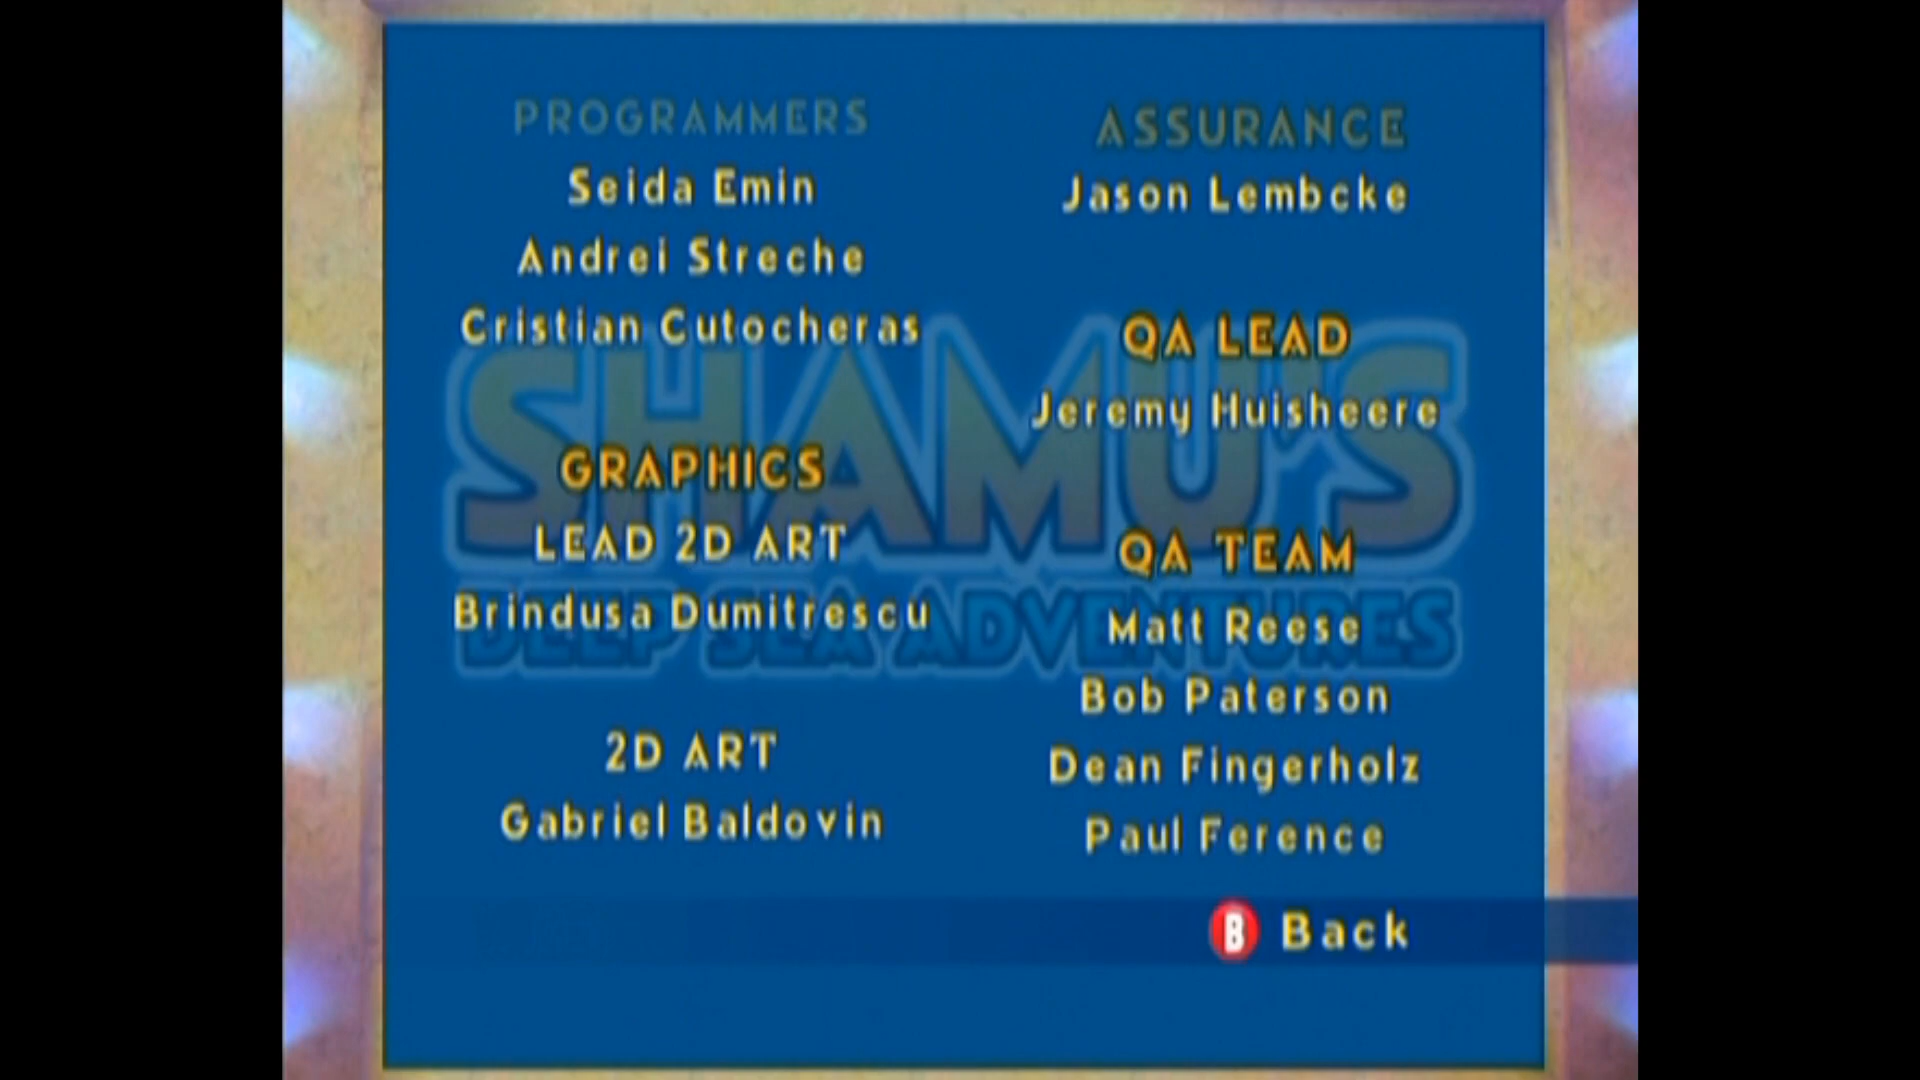 PROGRAMMERS
Seida Emin
Andrei Streche
Cristian Cutocheras
GRAPHICS
LEAD 2D ART
Brindusa Dumitrescu
2D ART
Gabriel Baldovin
ASSURANCE
Jason Lembcke
QA LEAD
Jeremy Huisheere
QA TEAM
Matt Reese
Bob Paterson
Dean Fingerholz
Paul Ference
SHAMU'S
DEEP SEA ADVENTURES
B Back